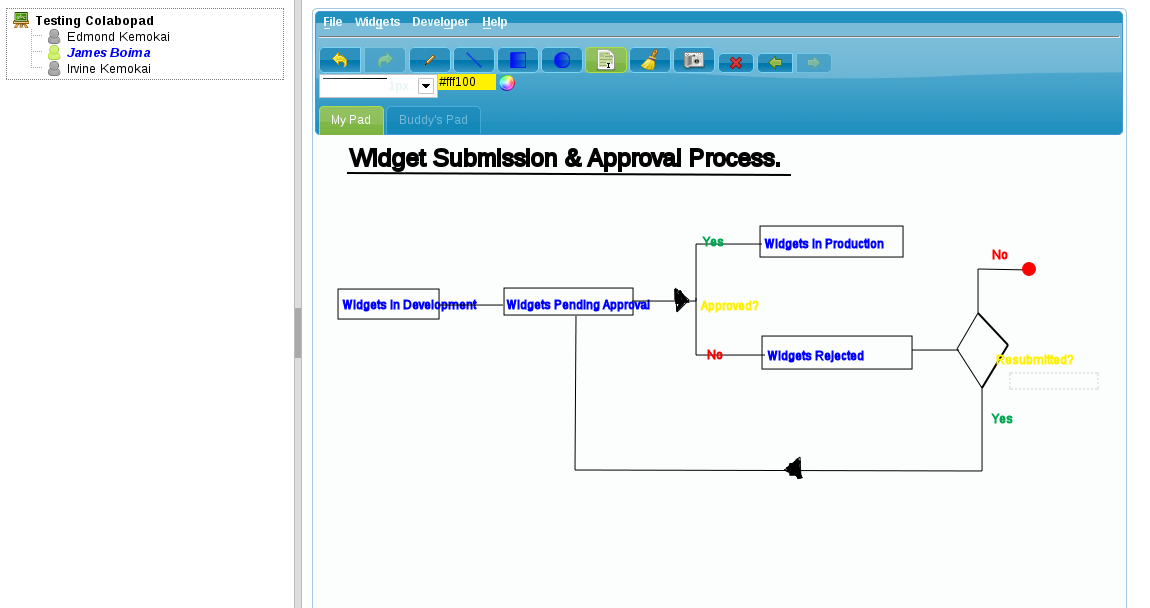 Testing Colabopad
Edmond Kemokai
James Boima
Irvine Kemokai
File Widgets Developer Help
1px #fff100
My Pad Buddy's Pad
Widget Submission & Approval Process.
Yes
Widgets In Production
No
Widgets In Development
Widgets Pending Approval
Approved?
No
Widgets Rejected
Resubmitted?
Yes